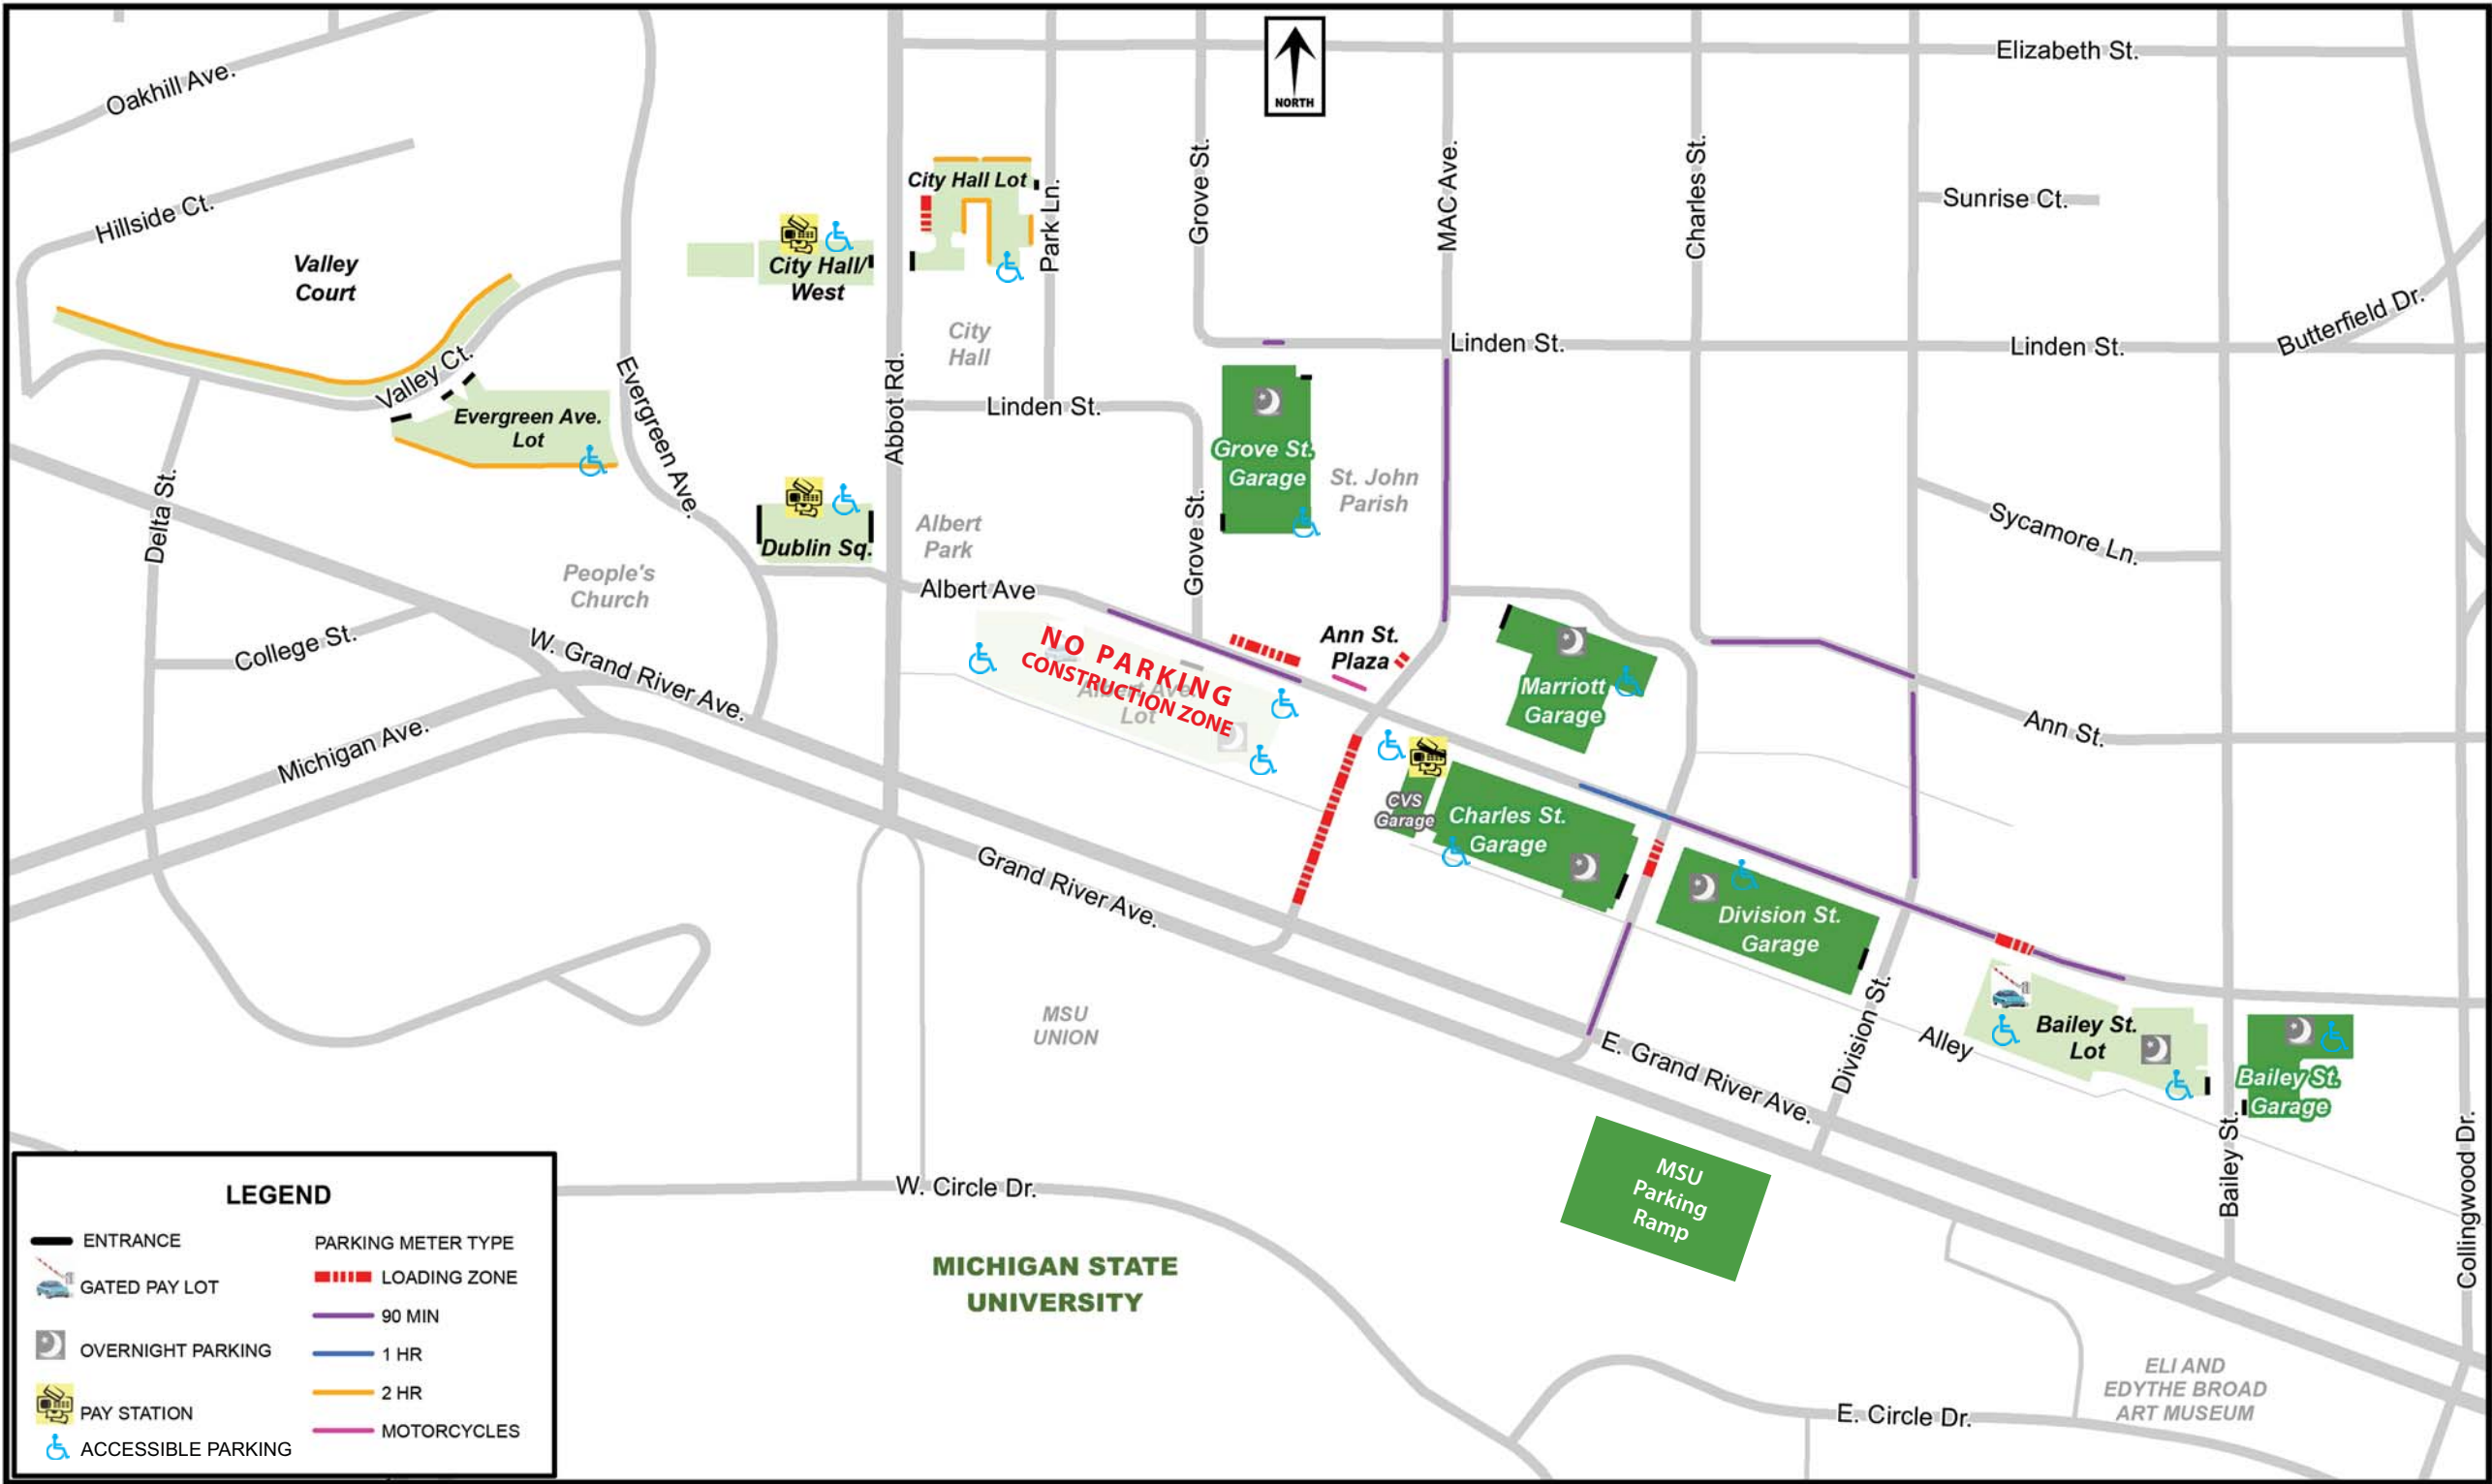 NORTH
Elizabeth St.
Oakhill Ave.
Hillside Ct.
Valley
Court
City Hall Lot
City Hall/
West
Park Ln.
Grove St.
MAC Ave.
Charles St.
Sunrise Ct.
Butterfield Dr.
City
Hall
Linden St.
Linden St.
Linden St.
Valley Ct.
Evergreen Ave.
Lot
Evergreen Ave.
Abbot Rd.
Grove St.
Garage
St. John
Parish
Delta St.
Dublin Sq.
Albert
Park
Grove St.
Sycamore Ln.
People's
Church
Albert Ave
College St.
W. Grand River Ave.
Michigan Ave.
NO PARKING
CONSTRUCTION ZONE
Albert Ave.
Lot
Ann St.
Plaza
Marriott
Garage
Ann St.
CVS
Garage
Charles St.
Garage
Grand River Ave.
Division St.
Garage
MSU
UNION
E. Grand River Ave.
Division St.
Alley
Bailey St.
Lot
Bailey St.
Garage
Bailey St.
Collingwood Dr.
MSU
Parking
Ramp
W. Circle Dr.
MICHIGAN STATE
UNIVERSITY
E. Circle Dr.
ELI AND
EDYTHE BROAD
ART MUSEUM
LEGEND
ENTRANCE
GATED PAY LOT
OVERNIGHT PARKING
PAY STATION
ACCESSIBLE PARKING
PARKING METER TYPE
LOADING ZONE
90 MIN
1 HR
2 HR
MOTORCYCLES